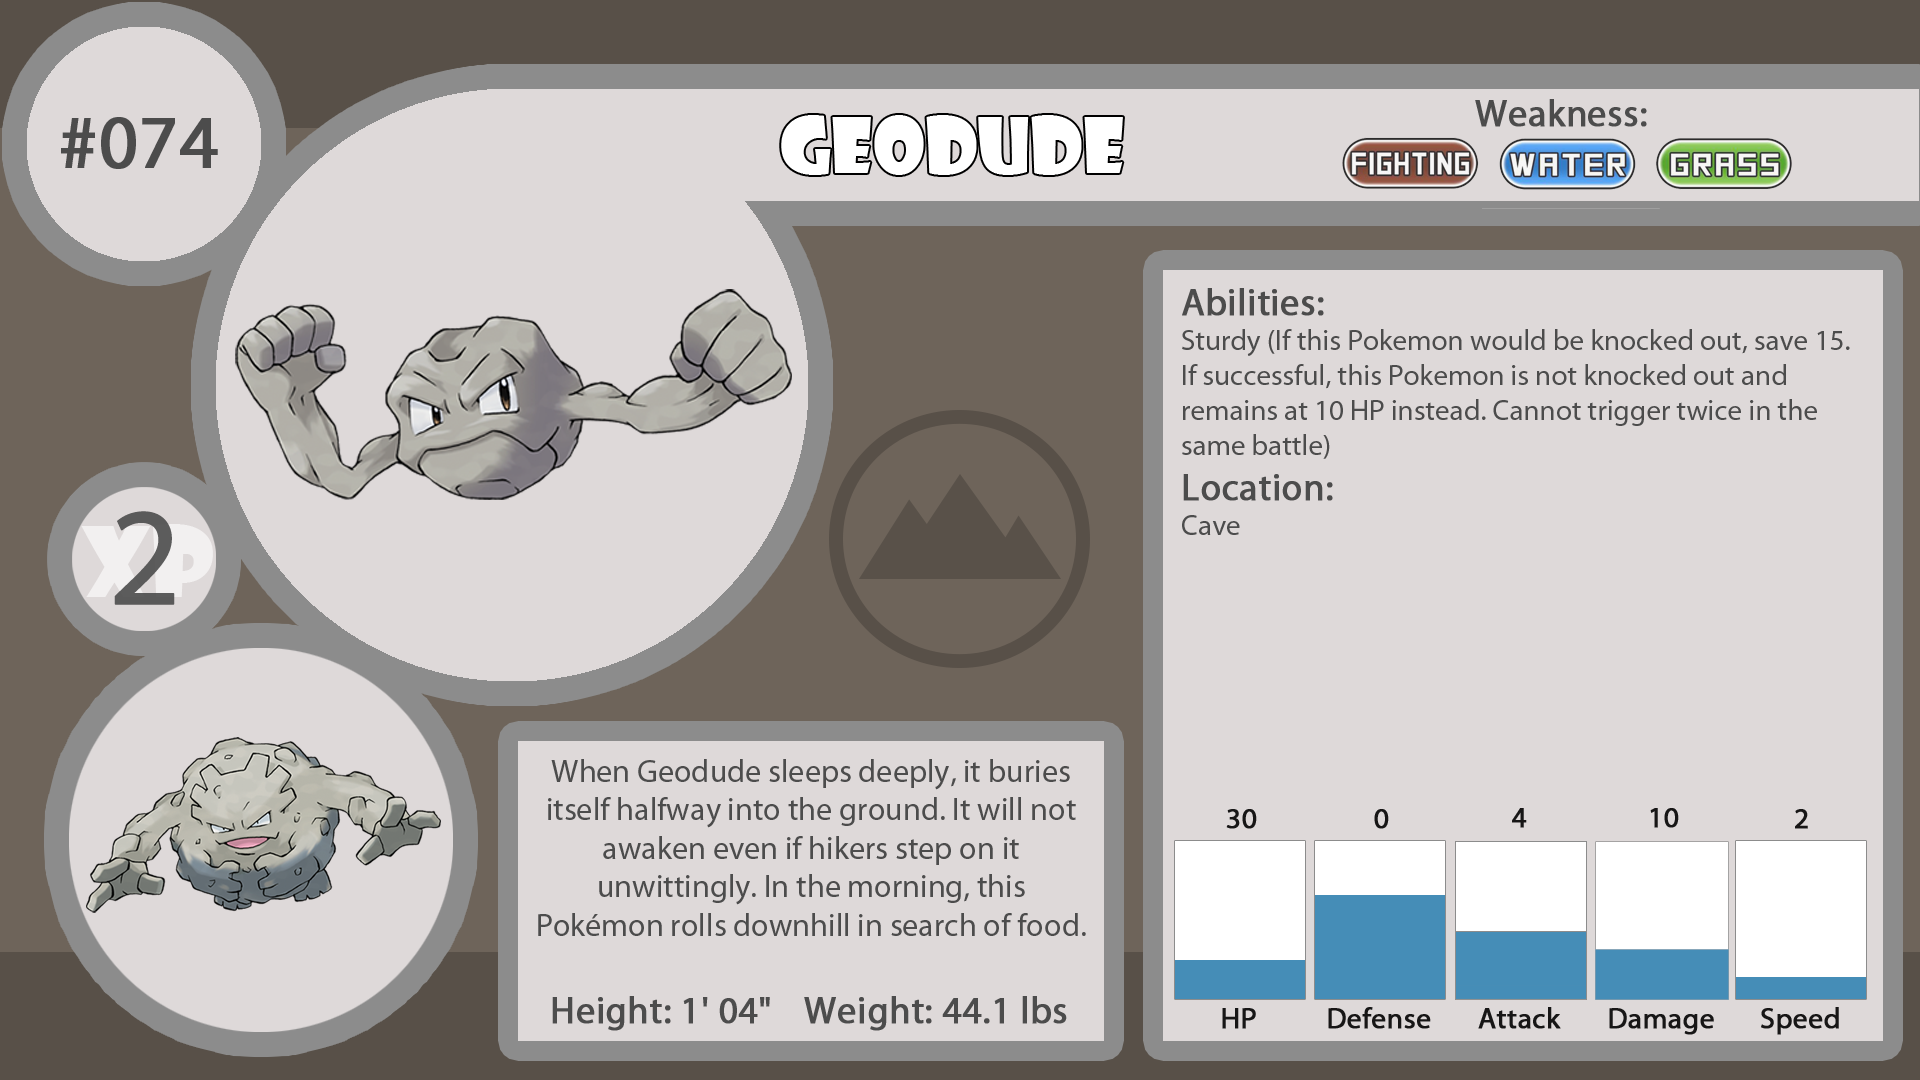 #074
GEODUDE
Weakness:
FIGHTING WATER GRASS
XP
2
Abilities:
Sturdy (If this Pokemon would be knocked out, save 15.
If successful, this Pokemon is not knocked out and
remains at 10 HP instead. Cannot trigger twice in the
same battle)
Location:
Cave
When Geodude sleeps deeply, it buries
itself halfway into the ground. It will not
awaken even if hikers step on it
unwittingly. In the morning, this
Pokémon rolls downhill in search of food.
Height: 1' 04" Weight: 44.1 lbs
30 0 4 10 2
HP Defense Attack Damage Speed